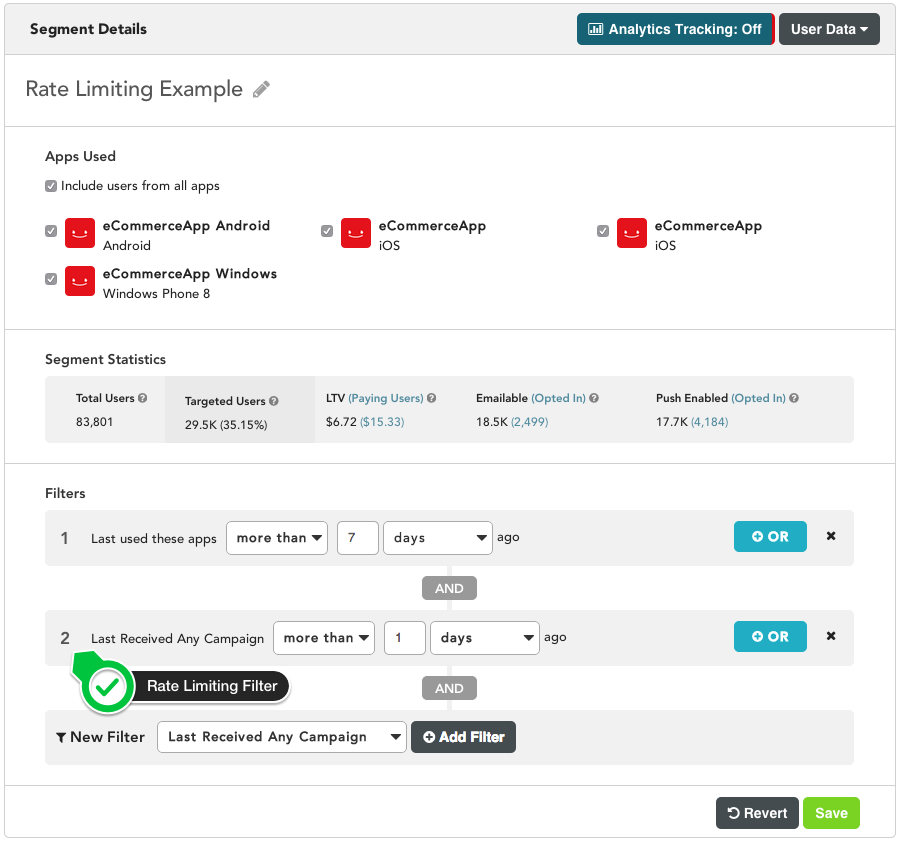 Segment Details
Analytics Tracking: Off
User Data
Rate Limiting Example
Apps Used
Include users from all apps
eCommerceApp Android
Android
eCommerceApp
iOS
eCommerceApp
iOS
eCommerceApp Windows
Windows Phone 8
Segment Statistics
Total Users
83,801
Targeted Users
29.5K (35.15%)
LTV (Paying Users)
$6.72 ($15.33)
Emailable (Opted In)
18.5K (2,499)
Push Enabled (Opted In)
17.7K (4,184)
Filters
1 Last used these apps more than 7 days ago OR
AND
2 Last Received Any Campaign more than 1 days ago OR
Rate Limiting Filter
AND
New Filter Last Received Any Campaign Add Filter
Revert Save